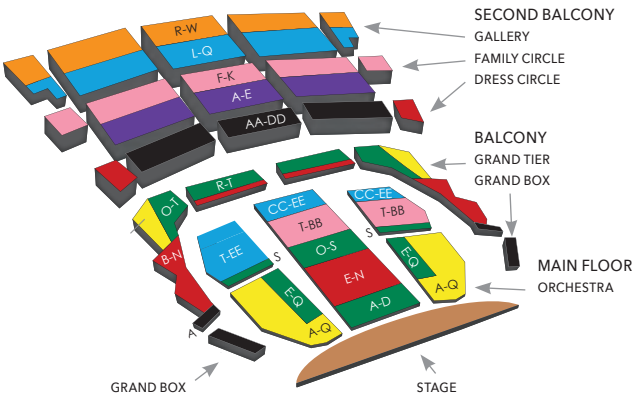 SECOND BALCONY
GALLERY
FAMILY CIRCLE
DRESS CIRCLE
R-W
L-Q
F-K
A-E
AA-DD
BALCONY
GRAND TIER
GRAND BOX
R-T
O-T
B-N
A
MAIN FLOOR
ORCHESTRA
CC-EE
T-BB
O-S
E-N
A-D
CC-EE
T-BB
S
T-EE
S
E-Q
A-Q
E-Q
A-Q
GRAND BOX
STAGE